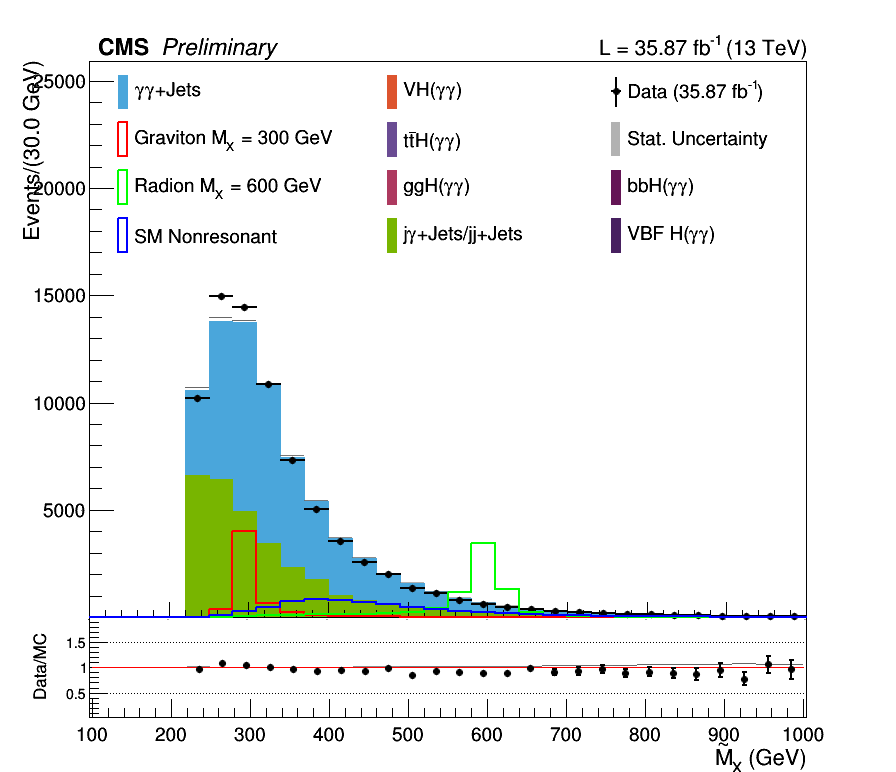 CMS Preliminary L = 35.87 fb⁻¹ (13 TeV)
Events/(30.0 GeV)
25000
20000
15000
10000
5000
γγ+Jets VH(γγ) Data (35.87 fb⁻¹)
Graviton Mₓ = 300 GeV tt̄H(γγ) Stat. Uncertainty
Radion Mₓ = 600 GeV ggH(γγ) bbH(γγ)
SM Nonresonant jγ+Jets/jj+Jets VBF H(γγ)
Data/MC
1.5
1
0.5
100 200 300 400 500 600 700 800 900 1000
M̃ₓ (GeV)